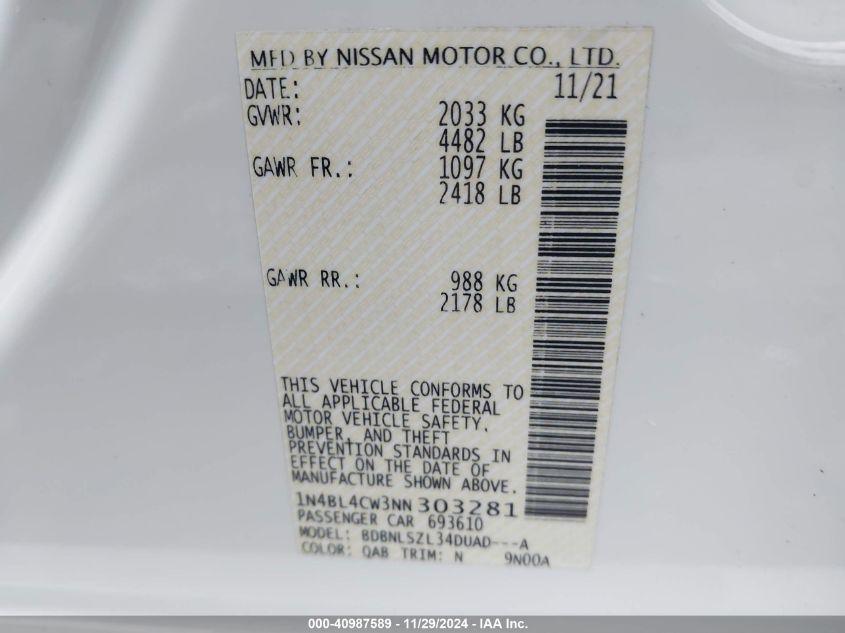 MFD BY NISSAN MOTOR CO., LTD.
DATE: 11/21
GVWR: 2033 KG
4482 LB
GAWR FR.: 1097 KG
2418 LB
GAWR RR.: 988 KG
2178 LB
THIS VEHICLE CONFORMS TO
ALL APPLICABLE FEDERAL
MOTOR VEHICLE SAFETY,
BUMPER, AND THEFT
PREVENTION STANDARDS IN
EFFECT ON THE DATE OF
MANUFACTURE SHOWN ABOVE.
1N4BL4CW3NN303281
PASSENGER CAR 693610
MODEL: BDBNLSZL34DUAD---A
COLOR: QAB TRIM: N 9N00A
000-40987589 - 11/29/2024 - IAA Inc.